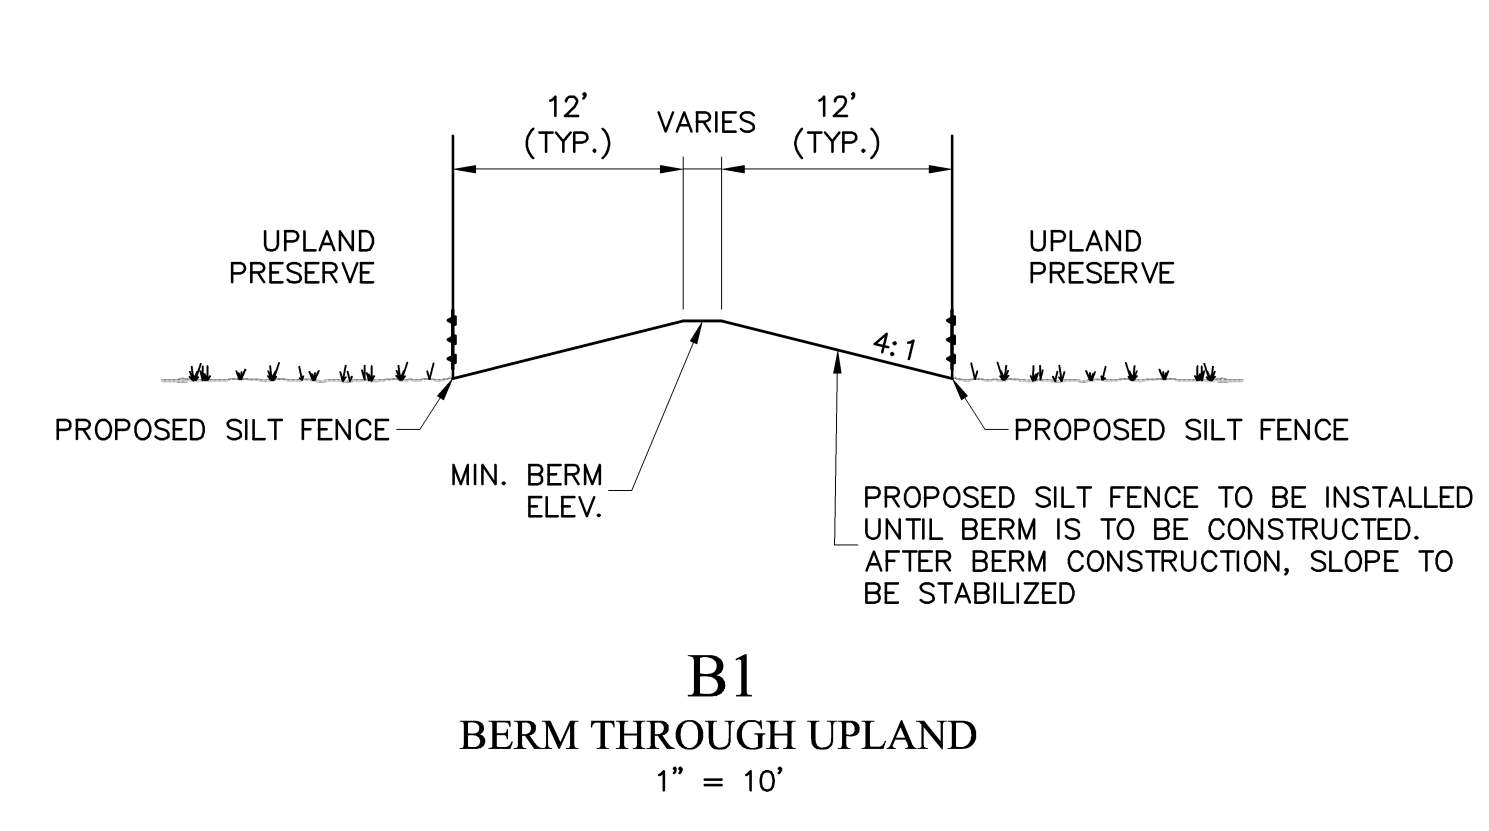 12'
(TYP.)
VARIES
12'
(TYP.)
UPLAND
PRESERVE
UPLAND
PRESERVE
4:1
PROPOSED SILT FENCE
PROPOSED SILT FENCE
MIN. BERM
ELEV.
PROPOSED SILT FENCE TO BE INSTALLED
UNTIL BERM IS TO BE CONSTRUCTED.
AFTER BERM CONSTRUCTION, SLOPE TO
BE STABILIZED
B1
BERM THROUGH UPLAND
1" = 10'